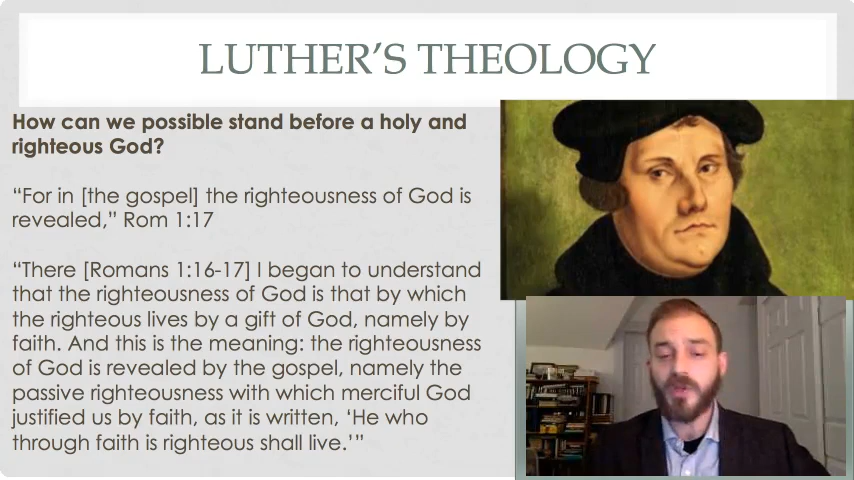 LUTHER’S THEOLOGY
How can we possible stand before a holy and
righteous God?
“For in [the gospel] the righteousness of God is
revealed,” Rom 1:17
“There [Romans 1:16-17] I began to understand
that the righteousness of God is that by which
the righteous lives by a gift of God, namely by
faith. And this is the meaning: the righteousness
of God is revealed by the gospel, namely the
passive righteousness with which merciful God
justified us by faith, as it is written, ‘He who
through faith is righteous shall live.’”